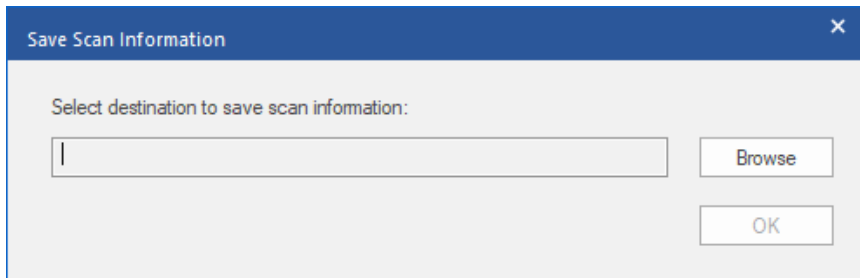 Save Scan Information
Select destination to save scan information:
Browse
OK